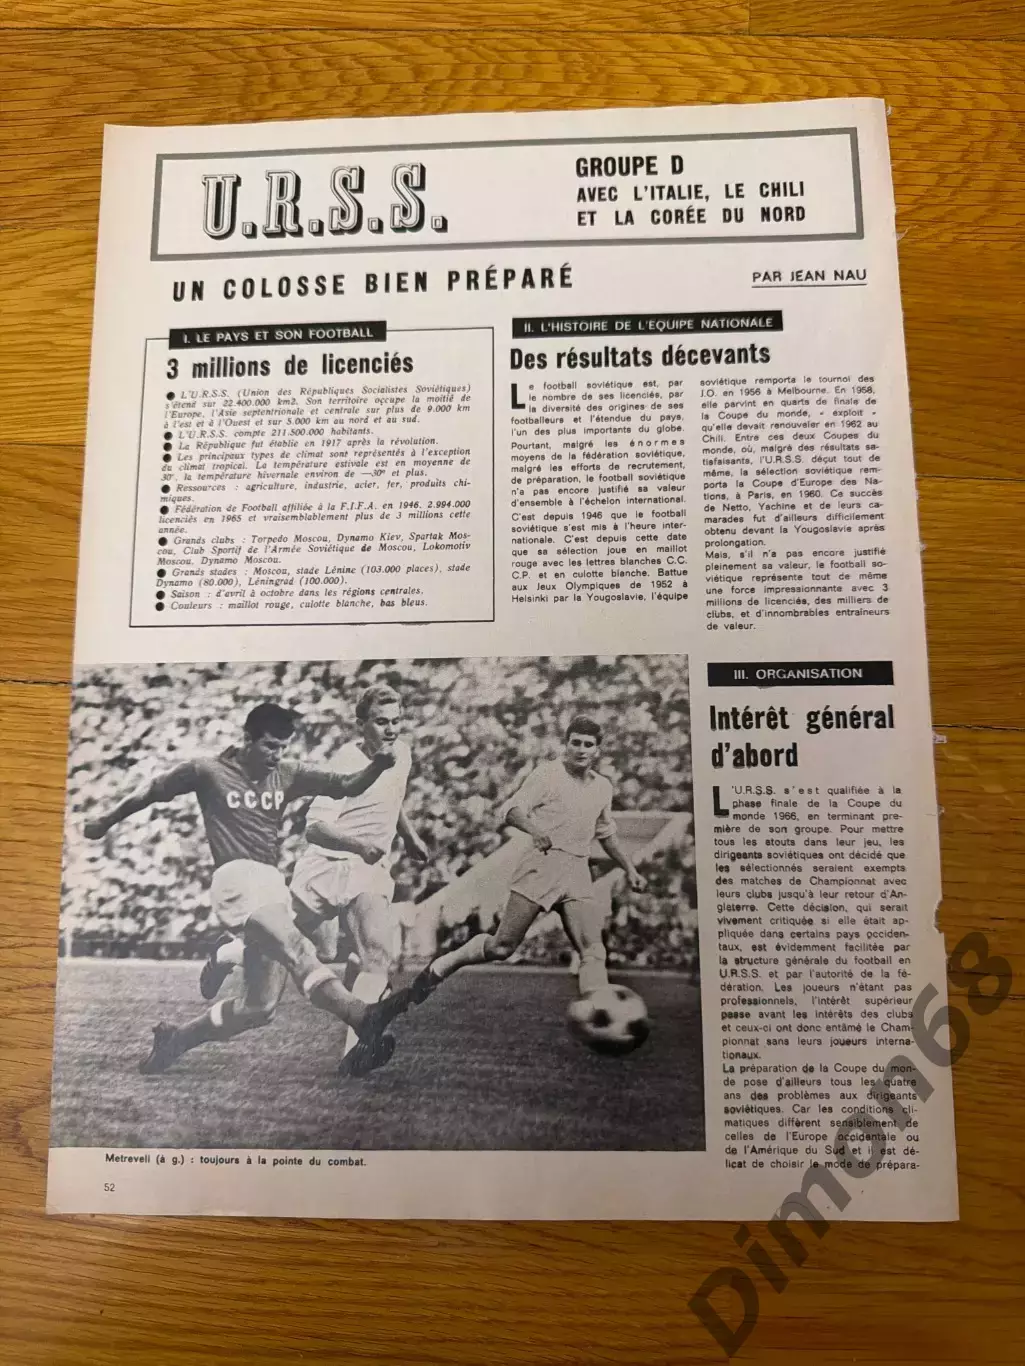 U.R.S.S.
GROUPE D
AVEC L'ITALIE, LE CHILI
ET LA CORÉE DU NORD
UN COLOSSE BIEN PRÉPARÉ
PAR JEAN NAU
I. LE PAYS ET SON FOOTBALL
3 millions de licenciés
● L'U.R.S.S. (Union des Républiques Socialistes Soviétiques)
s'étend sur 22.400.000 km2. Son territoire occupe la moitié de
l'Europe, l'Asie septentrionale et centrale sur plus de 9.000 km
à l'est et à l'Ouest et sur 5.000 km au nord et au sud.
● L'U.R.S.S. compte 211.500.000 habitants.
● La République fut établie en 1917 après la révolution.
● Les principaux types de climat sont représentés à l'exception
du climat tropical. La température estivale est en moyenne de
30°, la température hivernale environ de —30° et plus.
● Ressources : agriculture, industrie, acier, fer, produits chi-
miques.
● Fédération de Football affiliée à la F.I.F.A. en 1946. 2.994.000
licenciés en 1965 et vraisemblablement plus de 3 millions cette
année.
● Grands clubs : Torpedo Moscou, Dynamo Kiev, Spartak Mos-
cou, Club Sportif de l'Armée Soviétique de Moscou, Lokomotiv
Moscou, Dynamo Moscou.
● Grands stades : Moscou, stade Lénine (103.000 places), stade
Dynamo (80.000), Léningrad (100.000).
● Saison : d'avril à octobre dans les régions centrales.
● Couleurs : maillot rouge, culotte blanche, bas bleus.
II. L'HISTOIRE DE L'EQUIPE NATIONALE
Des résultats décevants
Le football soviétique est, par
le nombre de ses licenciés, par
la diversité des origines de ses
footballeurs et l'étendue du pays,
l'un des plus importants du globe.
Pourtant, malgré les énormes
moyens de la fédération soviétique,
malgré les efforts de recrutement,
de préparation, le football soviétique
n'a pas encore justifié sa valeur
d'ensemble à l'échelon international.
C'est depuis 1946 que le football
soviétique s'est mis à l'heure inter-
nationale. C'est depuis cette date
que sa sélection joue en maillot
rouge avec les lettres blanches C.C.
C.P. et en culotte blanche. Battue
aux Jeux Olympiques de 1952 à
Helsinki par la Yougoslavie, l'équipe
soviétique remporta le tournoi des
J.O. en 1956 à Melbourne. En 1958,
elle parvint en quarts de finale de
la Coupe du monde, « exploit »
qu'elle devait renouveler en 1962 au
Chili. Entre ces deux Coupes du
monde, où, malgré des résultats sa-
tisfaisants, l'U.R.S.S. déçut tout de
même, la sélection soviétique rem-
porta la Coupe d'Europe des Na-
tions, à Paris, en 1960. Ce succès
de Netto, Yachine et de leurs ca-
marades fut d'ailleurs difficilement
obtenu devant la Yougoslavie après
prolongation.
Mais, s'il n'a pas encore justifié
pleinement sa valeur, le football so-
viétique représente tout de même
une force impressionnante avec 3
millions de licenciés, des milliers de
clubs, et d'innombrables entraîneurs
de valeur.
III. ORGANISATION
Intérêt général
d'abord
L'U.R.S.S. s'est qualifiée à la
phase finale de la Coupe du
monde 1966, en terminant pre-
mière de son groupe. Pour mettre
tous les atouts dans leur jeu, les
dirigeants soviétiques ont décidé que
les sélectionnés seraient exempts
des matches de Championnat avec
leurs clubs jusqu'à leur retour d'An-
gleterre. Cette décision, qui serait
vivement critiquée si elle était ap-
pliquée dans certains pays occiden-
taux, est évidemment facilitée par
la structure générale du football en
U.R.S.S. et par l'autorité de la fé-
dération. Les joueurs n'étant pas
professionnels, l'intérêt supérieur
passe avant les intérêts des clubs
et ceux-ci ont donc entâmé le Cham-
pionnat sans leurs joueurs interna-
tionaux.
La préparation de la Coupe du mon-
de pose d'ailleurs tous les quatre
ans des problèmes aux dirigeants
soviétiques. Car les conditions cli-
matiques diffèrent sensiblement de
celles de l'Europe occidentale ou
de l'Amérique du Sud et il est dé-
licat de choisir le mode de prépara-
CCCP
Metreveli (à g.) : toujours à la pointe du combat.
52
Dimon68